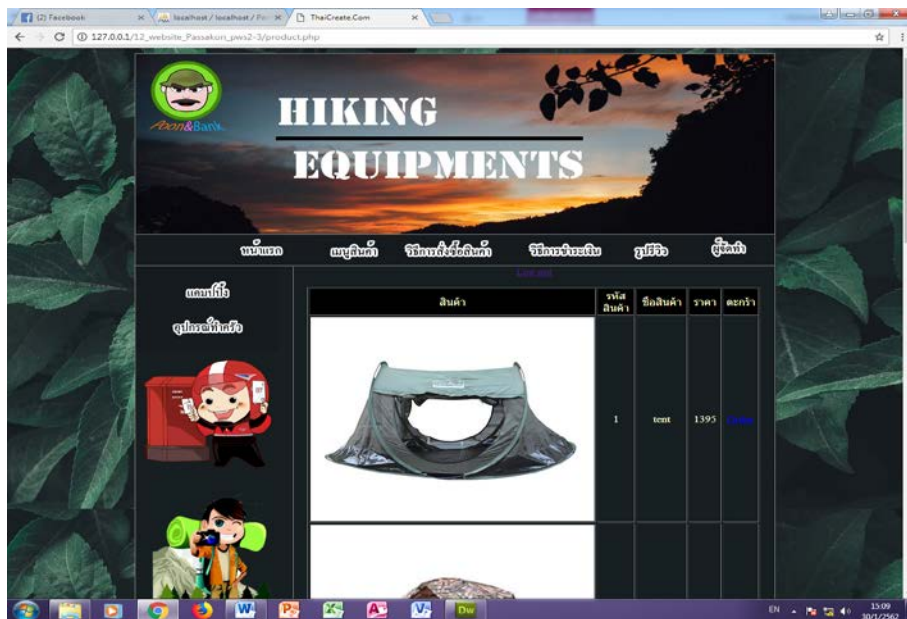 (2) Facebook
localhost / localhost /
ThaiCreate.Com
127.0.0.1/12_website_Passakorn_pws2-3/product.php
Aoon&Bank
HIKING
EQUIPMENTS
หน้าแรก เมนูสินค้า วิธีการสั่งซื้อสินค้า วิธีการชำระเงิน รูปรีวิว ผู้จัดทำ
แคมป์ปิ้ง
อุปกรณ์ทำครัว
สินค้า รหัสสินค้า ชื่อสินค้า ราคา ตะกร้า
1 tent 1395
Dw
EN
15:09
30/1/2562